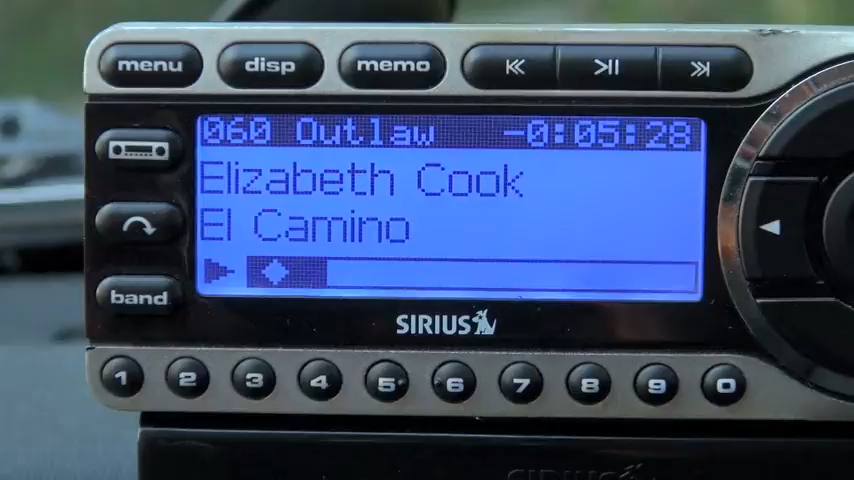 menu disp memo
060 Outlaw -0:05:28
Elizabeth Cook
El Camino
band
SIRIUS
1 2 3 4 5 6 7 8 9 0
SIRIUS